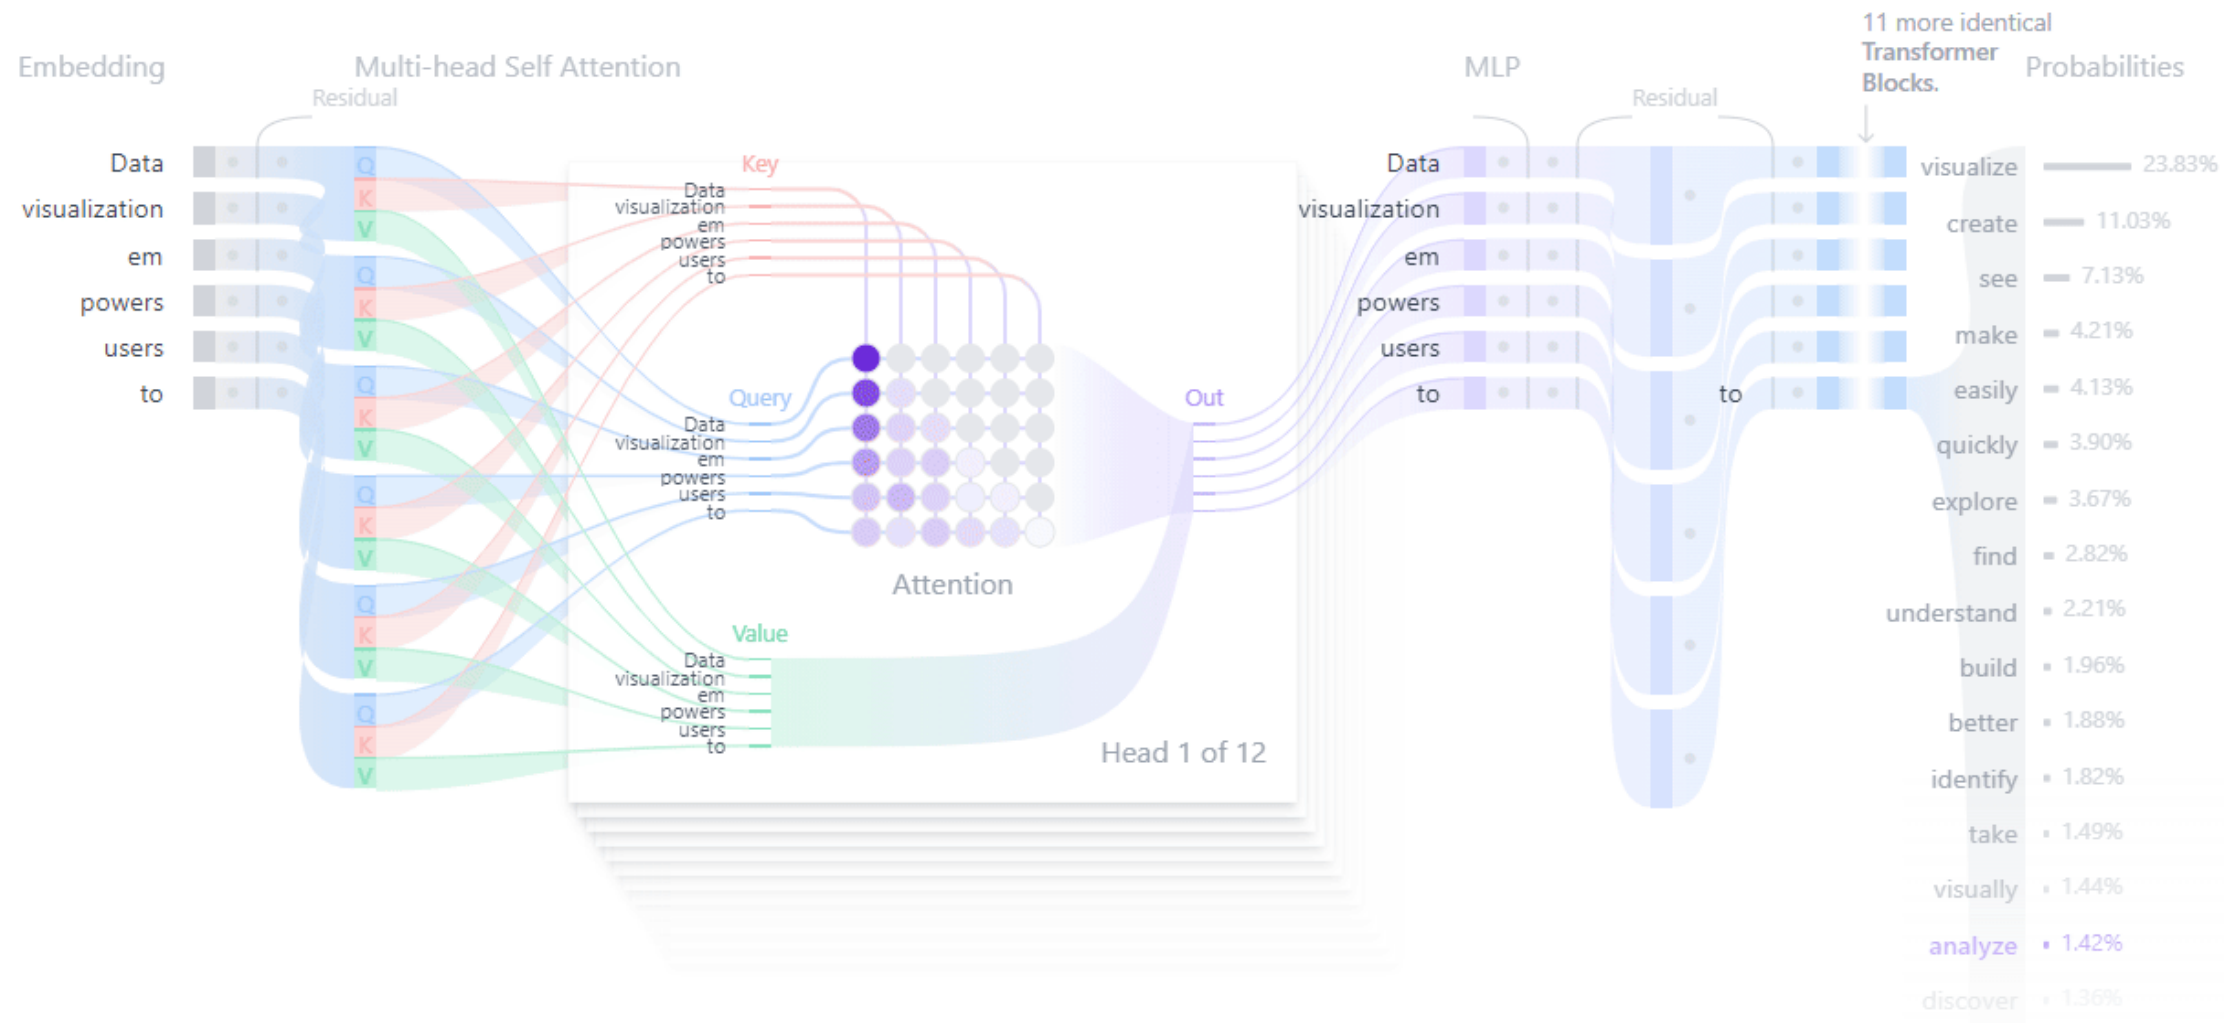 Embedding
Multi-head Self Attention
Residual
Data
visualization
em
powers
users
to
Q
K
V
Q
K
V
Q
K
V
Q
K
V
Q
K
V
Q
K
V
Key
Data
visualization
em
powers
users
to
Query
Data
visualization
em
powers
users
to
Attention
Value
Data
visualization
em
powers
users
to
Out
Head 1 of 12
MLP
Residual
Data
visualization
em
powers
users
to
to
11 more identical
Transformer
Blocks.
Probabilities
visualize 23.83%
create 11.03%
see 7.13%
make 4.21%
easily 4.13%
quickly 3.90%
explore 3.67%
find 2.82%
understand 2.21%
build 1.96%
better 1.88%
identify 1.82%
take 1.49%
visually 1.44%
analyze 1.42%
discover 1.36%